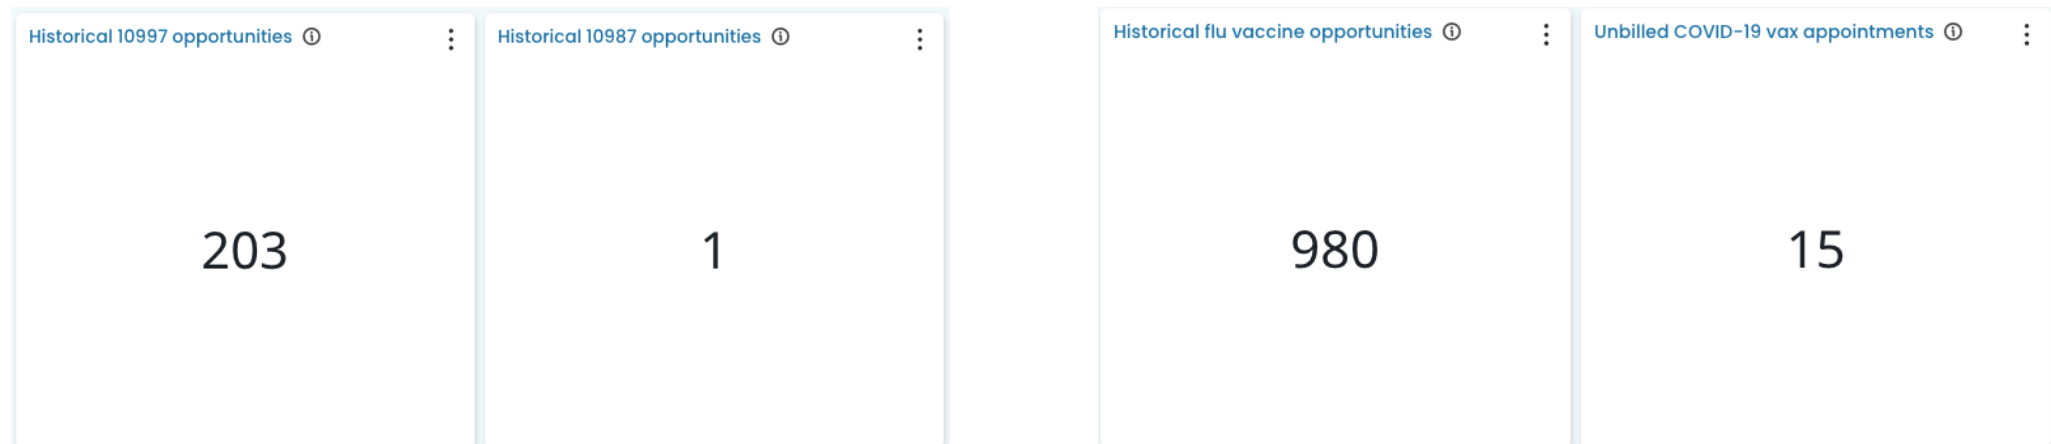 Historical 10997 opportunities
203
Historical 10987 opportunities
1
Historical flu vaccine opportunities
980
Unbilled COVID-19 vax appointments
15